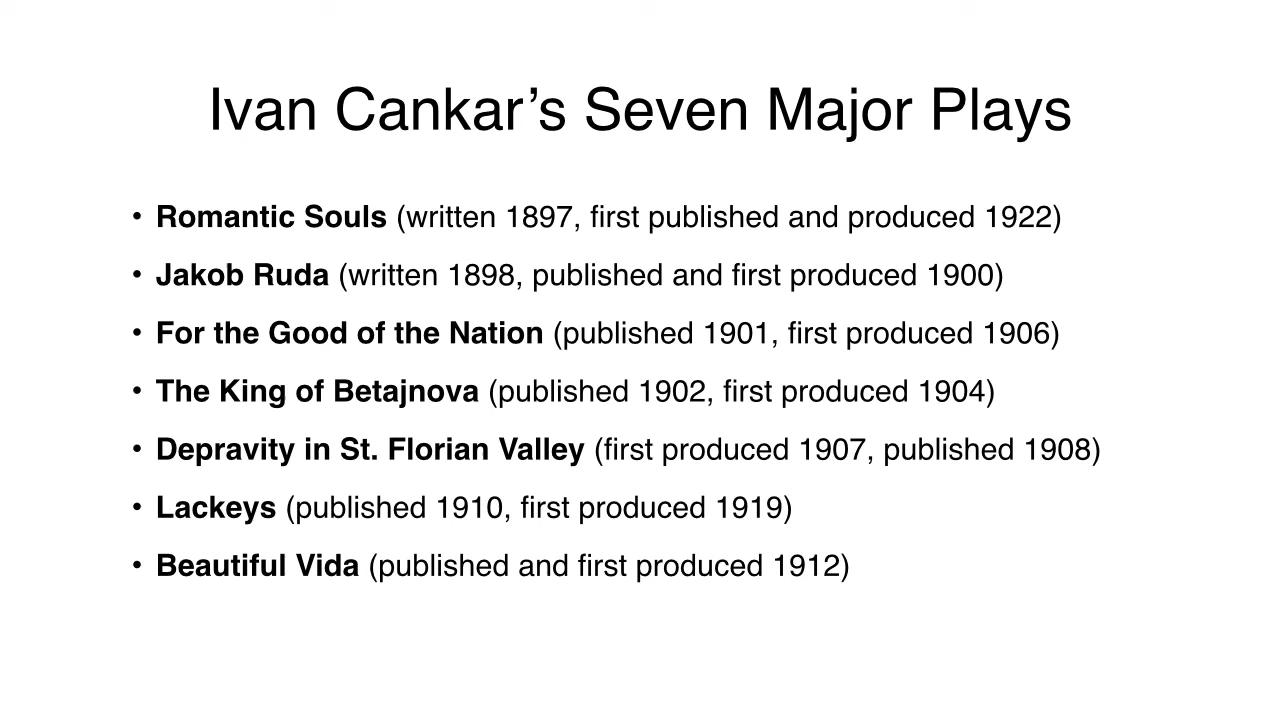 Ivan Cankar’s Seven Major Plays
• Romantic Souls (written 1897, first published and produced 1922)
• Jakob Ruda (written 1898, published and first produced 1900)
• For the Good of the Nation (published 1901, first produced 1906)
• The King of Betajnova (published 1902, first produced 1904)
• Depravity in St. Florian Valley (first produced 1907, published 1908)
• Lackeys (published 1910, first produced 1919)
• Beautiful Vida (published and first produced 1912)